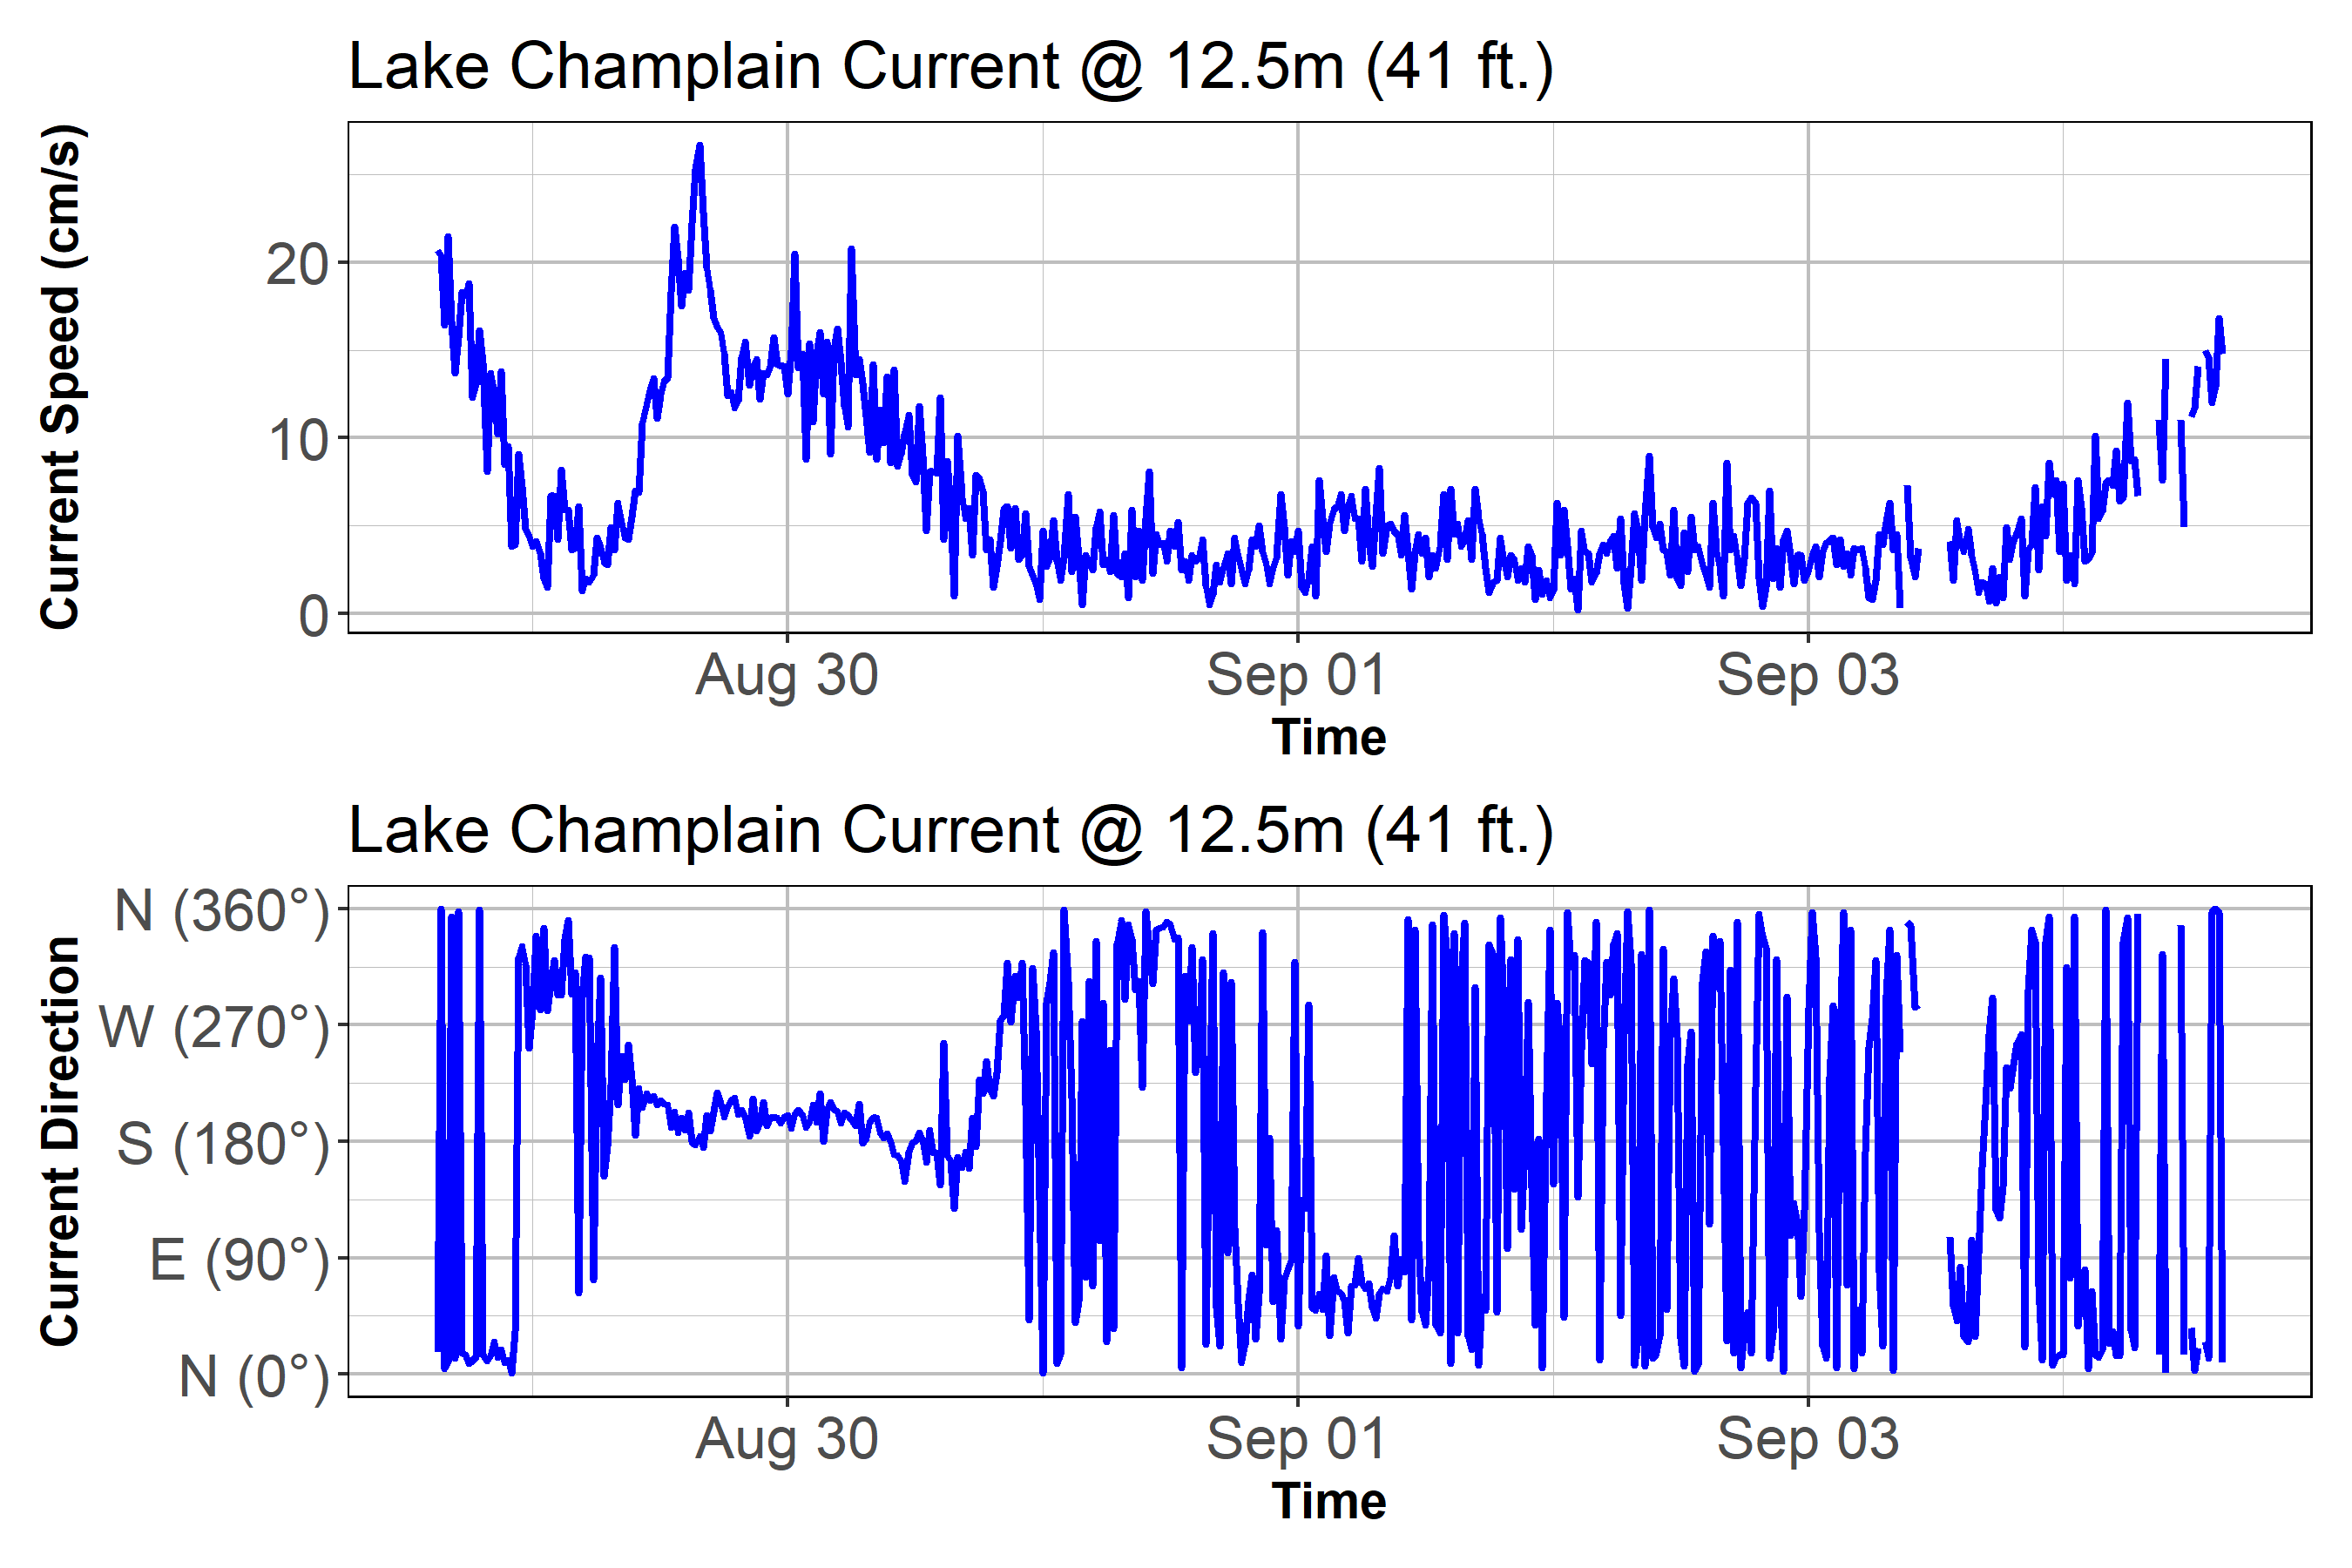 Lake Champlain Current @ 12.5m (41 ft.)
Current Speed (cm/s)
20
10
0
Aug 30 Sep 01 Sep 03
Time
Lake Champlain Current @ 12.5m (41 ft.)
Current Direction
N (360°)
W (270°)
S (180°)
E (90°)
N (0°)
Aug 30 Sep 01 Sep 03
Time